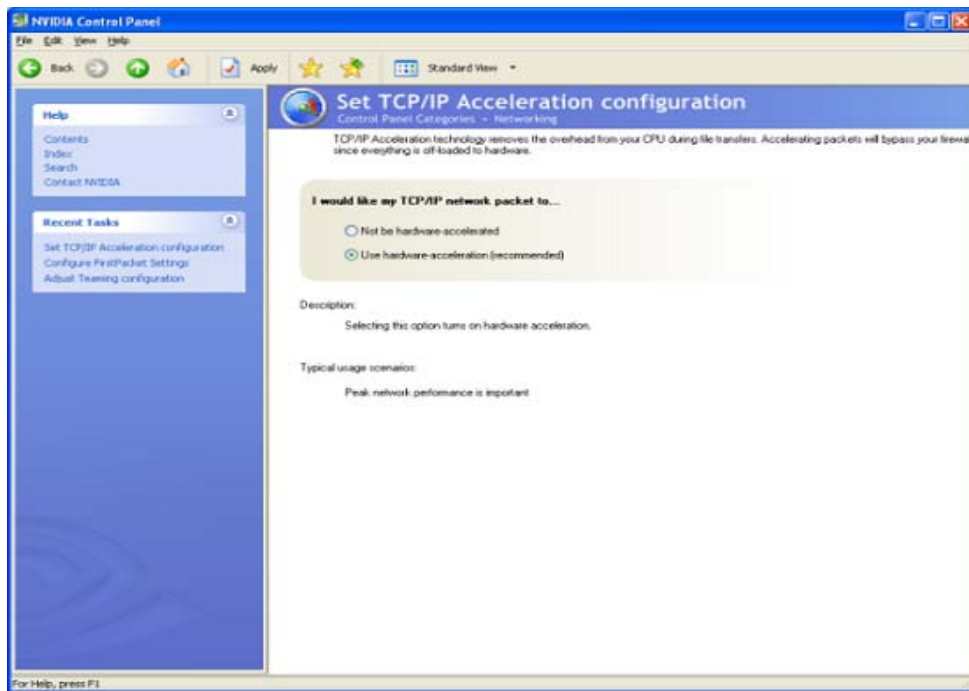 NVIDIA Control Panel
File Edit View Help
Back Apply Standard View
Help
Contents
Index
Search
Contact NVIDIA
Recent Tasks
Set TCP/IP Acceleration configuration
Configure FirstPacket Settings
Adjust Teaming configuration
Set TCP/IP Acceleration configuration
Control Panel Categories - Networking
TCP/IP Acceleration technology removes the overhead from your CPU during file transfers. Accelerating packets will bypass your
since everything is off-loaded to hardware.
I would like my TCP/IP network packet to...
Not be hardware-accelerated
Use hardware-acceleration (recommended)
Description:
Selecting this option turns on hardware acceleration.
Typical usage scenarios:
Peak network performance is important
For Help, press F1